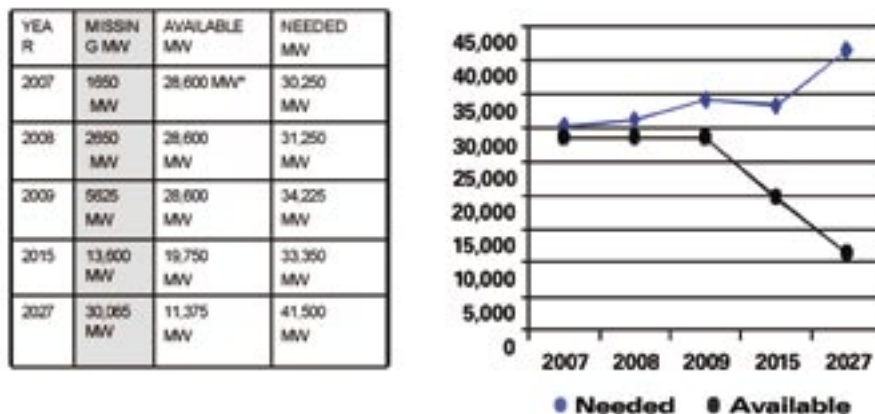 YEA
R
MISSIN
G MW
AVAILABLE
MW
NEEDED
MW
2007
1650
MW
28,600 MW*
30,250
MW
2008
2650
MW
28,600
MW
31,250
MW
2009
5625
MW
28,600
MW
34,225
MW
2015
13,600
MW
19,750
MW
33,350
MW
2027
30,065
MW
11,375
MW
41,500
MW
45,000
40,000
35,000
30,000
25,000
20,000
15,000
10,000
5,000
0
2007 2008 2009 2015 2027
Needed Available